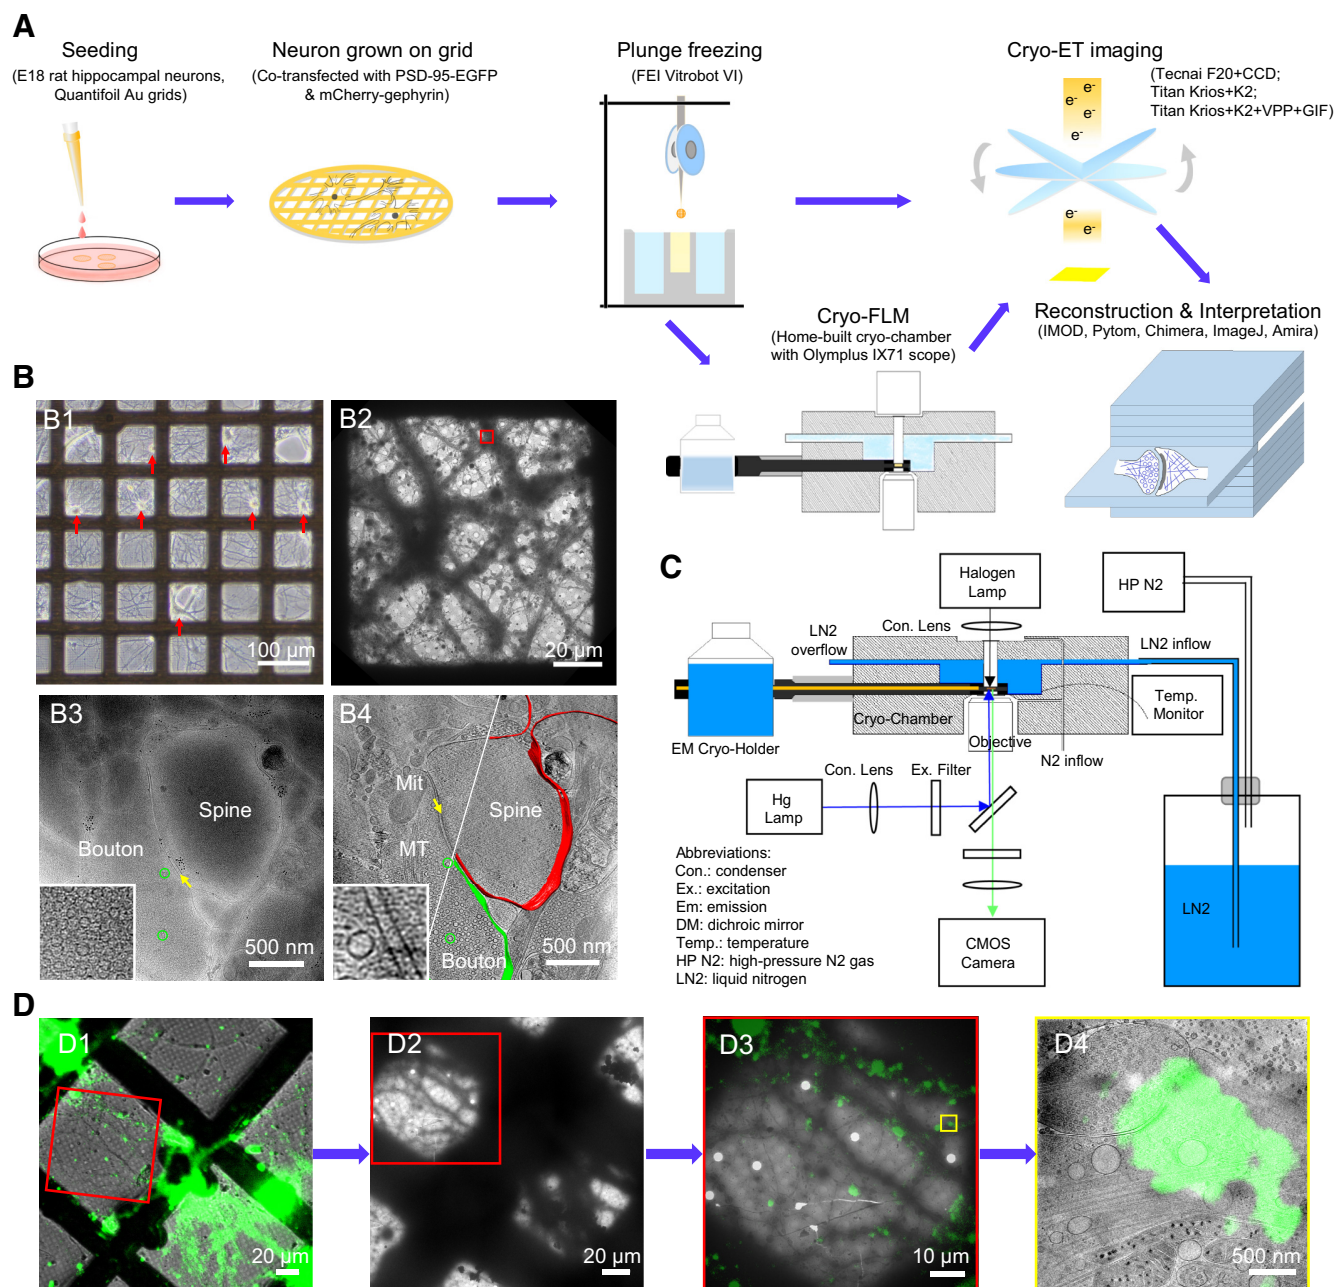 A
Seeding
(E18 rat hippocampal neurons,
Quantifoil Au grids)
Neuron grown on grid
(Co-transfected with PSD-95-EGFP
& mCherry-gephyrin)
Plunge freezing
(FEI Vitrobot VI)
Cryo-ET imaging
(Tecnai F20+CCD;
Titan Krios+K2;
Titan Krios+K2+VPP+GIF)
e-
e-
e-
e-
e-
e-
Cryo-FLM
(Home-built cryo-chamber
with Olymplus IX71 scope)
Reconstruction & Interpretation
(IMOD, Pytom, Chimera, ImageJ, Amira)
B
B1
100 µm
B2
20 µm
B3
Spine
Bouton
500 nm
B4
Mit
Spine
MT
Bouton
500 nm
C
Halogen
Lamp
HP N2
Con. Lens
LN2
overflow
LN2 inflow
Temp.
Monitor
Cryo-Chamber
EM Cryo-Holder
Objective
N2 inflow
Con. Lens
Ex. Filter
Hg
Lamp
Abbreviations:
Con.: condenser
Ex.: excitation
Em: emission
DM: dichroic mirror
Temp.: temperature
HP N2: high-pressure N2 gas
LN2: liquid nitrogen
CMOS
Camera
LN2
D
D1
20 µm
D2
20 µm
D3
10 µm
D4
500 nm